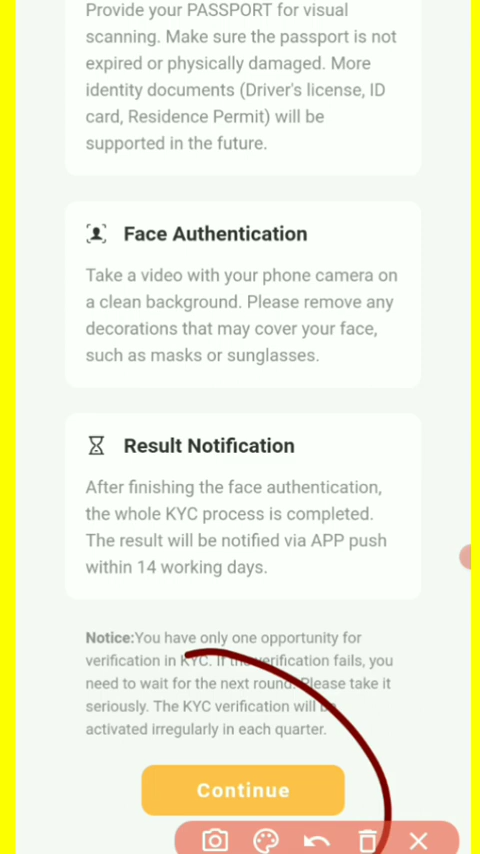 Provide your PASSPORT for visual
scanning. Make sure the passport is not
expired or physically damaged. More
identity documents (Driver's license, ID
card, Residence Permit) will be
supported in the future.
Face Authentication
Take a video with your phone camera on
a clean background. Please remove any
decorations that may cover your face,
such as masks or sunglasses.
Result Notification
After finishing the face authentication,
the whole KYC process is completed.
The result will be notified via APP push
within 14 working days.
Notice:You have only one opportunity for
verification in KYC. If the verification fails, you
need to wait for the next round. Please take it
seriously. The KYC verification will be
activated irregularly in each quarter.
Continue